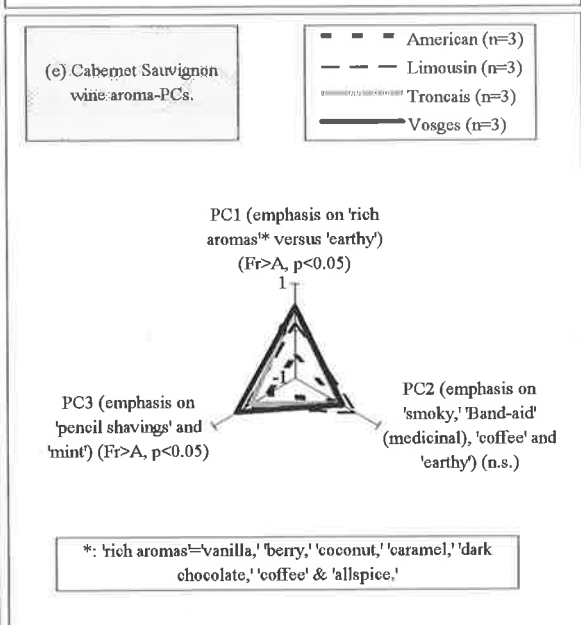 (e) Cabernot Sauvignon
wine aroma-PCs.
American (n=3)
Limousin (n=3)
Troncais (n=3)
Vosges (n=3)
PC1 (emphasis on 'rich
aromas'* versus 'earthy')
(Fr>A, p<0.05)
1
-1
PC3 (emphasis on
'pencil shavings' and
'mint') (Fr>A, p<0.05)
PC2 (emphasis on
'smoky,' 'Band-aid'
(medicinal), 'coffee' and
'earthy') (n.s.)
*: 'rich aromas'='vanilla,' 'berry,' 'coconut,' 'caramel,' 'dark
chocolate,' 'coffee' & 'allspice,'